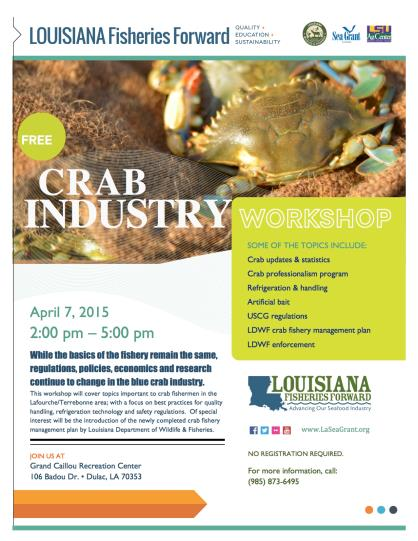 LOUISIANA Fisheries Forward
QUALITY •
EDUCATION •
SUSTAINABILITY
Sea Grant
LSU
Ag Center
FREE
CRAB
INDUSTRY
WORKSHOP
SOME OF THE TOPICS INCLUDE:
Crab updates & statistics
Crab professionalism program
Refrigeration & handling
Artificial bait
USCG regulations
LDWF crab fishery management plan
LDWF enforcement
April 7, 2015
2:00 pm – 5:00 pm
While the basics of the fishery remain the same,
regulations, policies, economics and research
continue to change in the blue crab industry.
This workshop will cover topics important to crab fishermen in the
Lafourche/Terrebonne area; with a focus on best practices for quality
handling, refrigeration technology and safety regulations. Of special
interest will be the introduction of the newly completed crab fishery
management plan by Louisiana Department of Wildlife & Fisheries.
JOIN US AT
Grand Caillou Recreation Center
106 Badou Dr. • Dulac, LA 70353
LOUISIANA
FISHERIES FORWARD
Advancing Our Seafood Industry
www.LaSeaGrant.org
NO REGISTRATION REQUIRED.
For more information, call:
(985) 873-6495